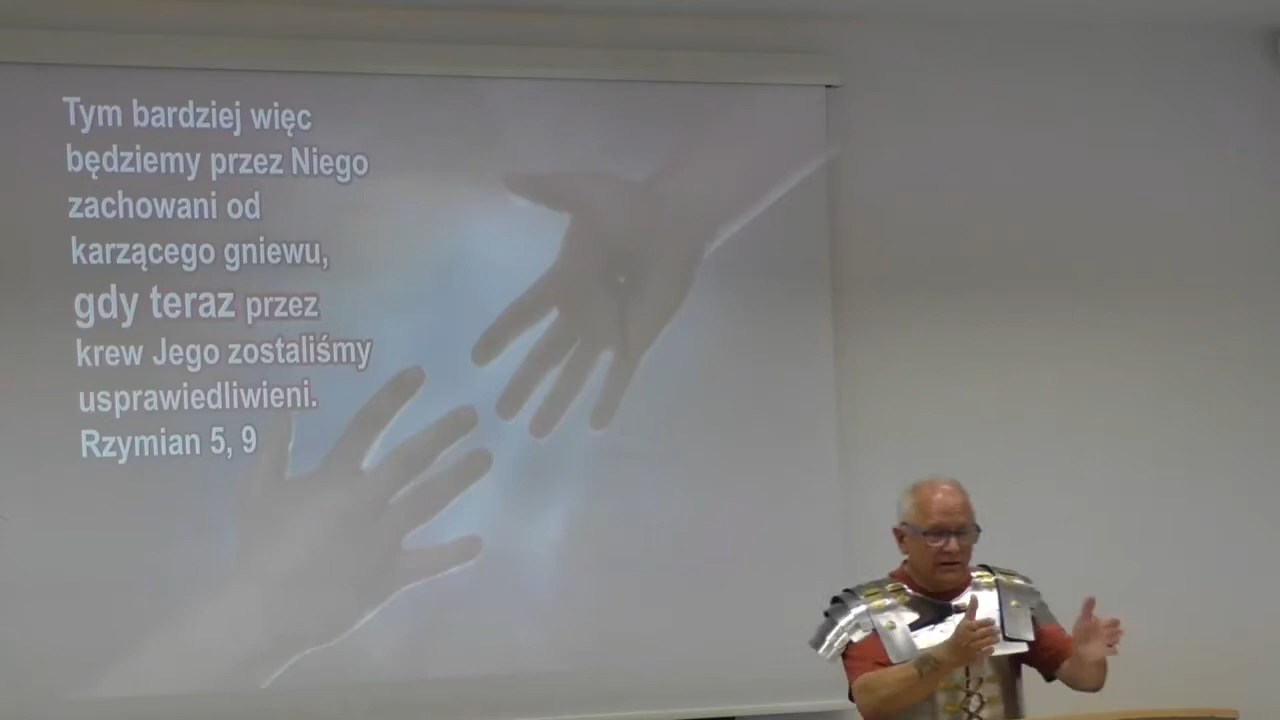 Tym bardziej więc
będziemy przez Niego
zachowani od
karzącego gniewu,
gdy teraz przez
krew Jego zostaliśmy
usprawiedliwieni.
Rzymian 5, 9